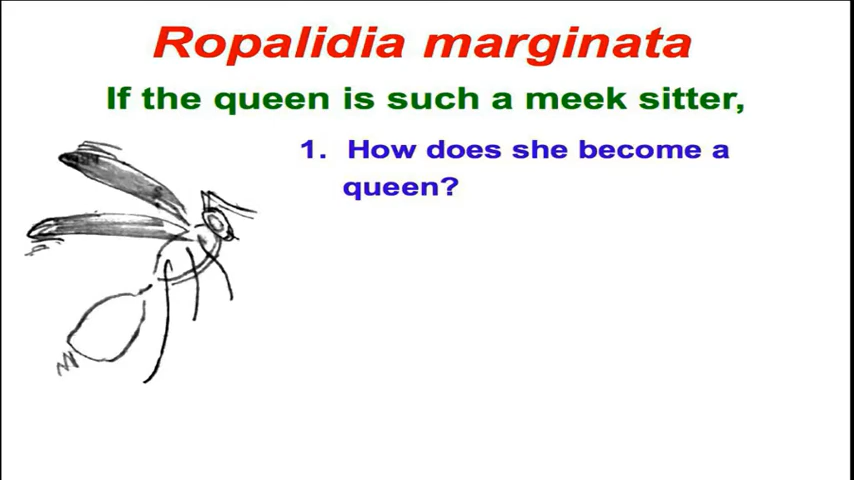 Ropalidia marginata
If the queen is such a meek sitter,
1. How does she become a
queen?